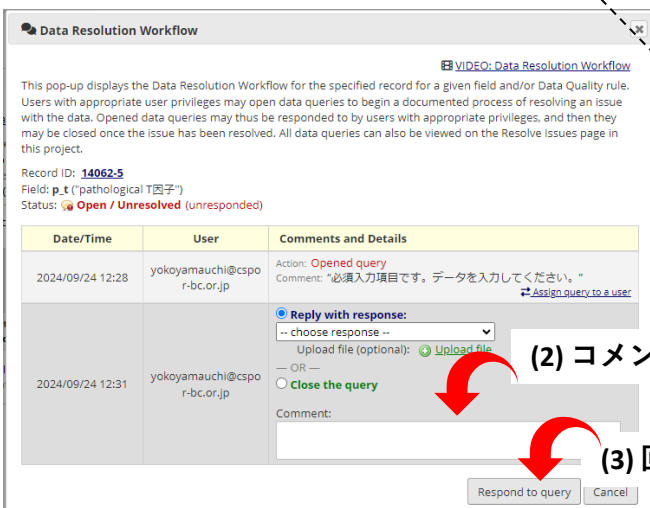 Data Resolution Workflow
VIDEO: Data Resolution Workflow
This pop-up displays the Data Resolution Workflow for the specified record for a given field and/or Data Quality rule.
Users with appropriate user privileges may open data queries to begin a documented process of resolving an issue
with the data. Opened data queries may thus be responded to by users with appropriate privileges, and then they
may be closed once the issue has been resolved. All data queries can also be viewed on the Resolve Issues page in
this project.
Record ID: 14062-5
Field: p_t ("pathological T因子")
Status: Open / Unresolved (unresponded)
Date/Time User Comments and Details
2024/09/24 12:28
yokoyamauchi@cspo
r-bc.or.jp
Action: Opened query
Comment: "必須入力項目です。データを入力してください。"
Assign query to a user
2024/09/24 12:31
yokoyamauchi@cspo
r-bc.or.jp
Reply with response:
-- choose response --
Upload file (optional): Upload file
— OR —
Close the query
Comment:
(2) コメン
(3)
Respond to query
Cancel